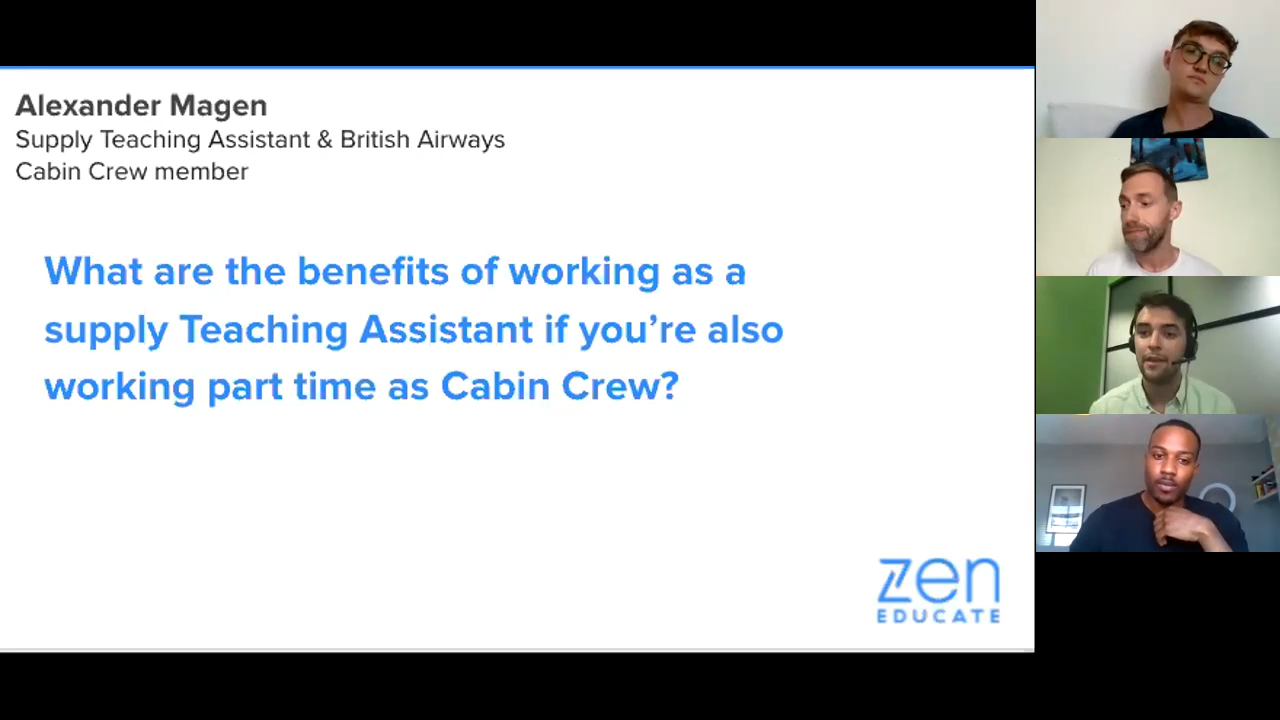 Alexander Magen
Supply Teaching Assistant & British Airways
Cabin Crew member
What are the benefits of working as a
supply Teaching Assistant if you’re also
working part time as Cabin Crew?
zen
EDUCATE